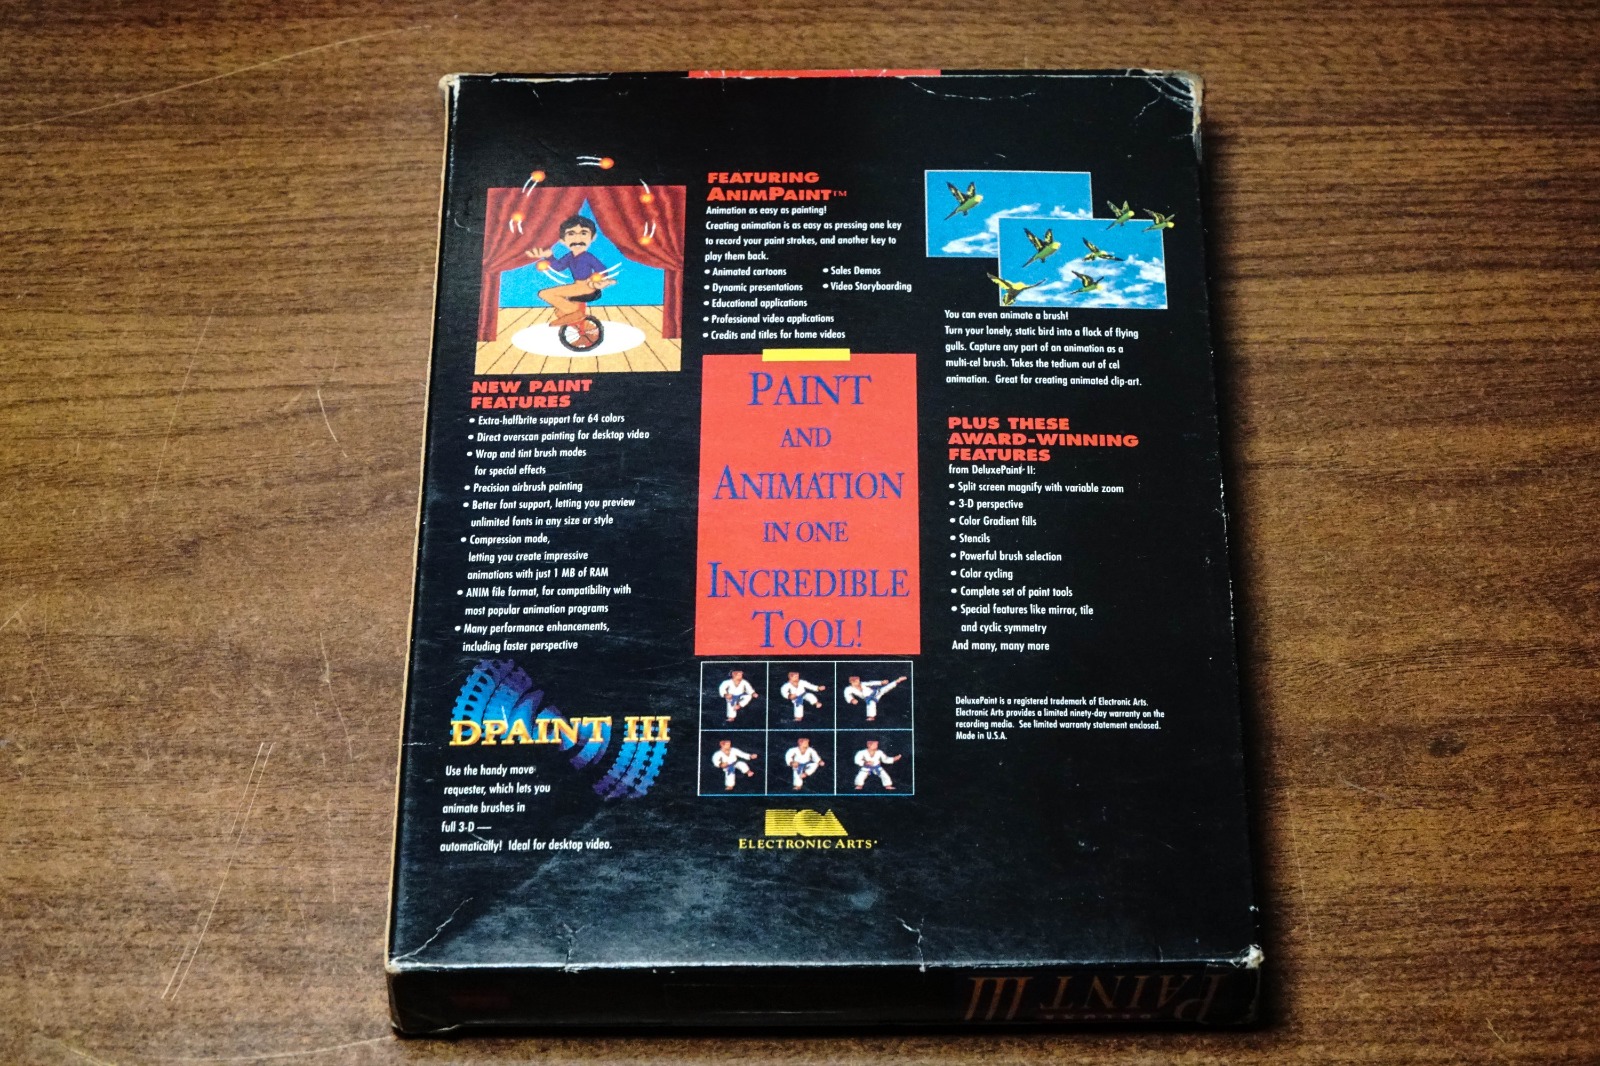 FEATURING
ANIMPAINT™
Animation as easy as painting!
Creating animation is as easy as pressing one key
to record your paint strokes, and another key to
play them back.
• Animated cartoons
• Dynamic presentations
• Educational applications
• Professional video applications
• Credits and titles for home videos
• Sales Demos
• Video Storyboarding
NEW PAINT
FEATURES
• Extra-halfbrite support for 64 colors
• Direct overscan painting for desktop video
• Wrap and tint brush modes
for special effects
• Precision airbrush painting
• Better font support, letting you preview
unlimited fonts in any size or style
• Compression mode,
letting you create impressive
animations with just 1 MB of RAM
• ANIM file format, for compatibility with
most popular animation programs
• Many performance enhancements,
including faster perspective
DPAINT III
Use the handy move
requester, which lets you
animate brushes in
full 3-D —
automatically! Ideal for desktop video.
PAINT
AND
ANIMATION
IN ONE
INCREDIBLE
TOOL!
ELECTRONIC ARTS
You can even animate a brush!
Turn your lonely, static bird into a flock of flying
gulls. Capture any part of an animation as a
multi-cel brush. Takes the tedium out of cel
animation. Great for creating animated clip-art.
PLUS THESE
AWARD-WINNING
FEATURES
from DeluxePaint II:
• Split screen magnify with variable zoom
• 3-D perspective
• Color Gradient fills
• Stencils
• Powerful brush selection
• Color cycling
• Complete set of paint tools
• Special features like mirror, tile
and cyclic symmetry
And many, many more
DeluxePaint is a registered trademark of Electronic Arts.
Electronic Arts provides a limited ninety-day warranty on the
recording media. See limited warranty statement enclosed.
Made in U.S.A.
DELUXE
PAINT III